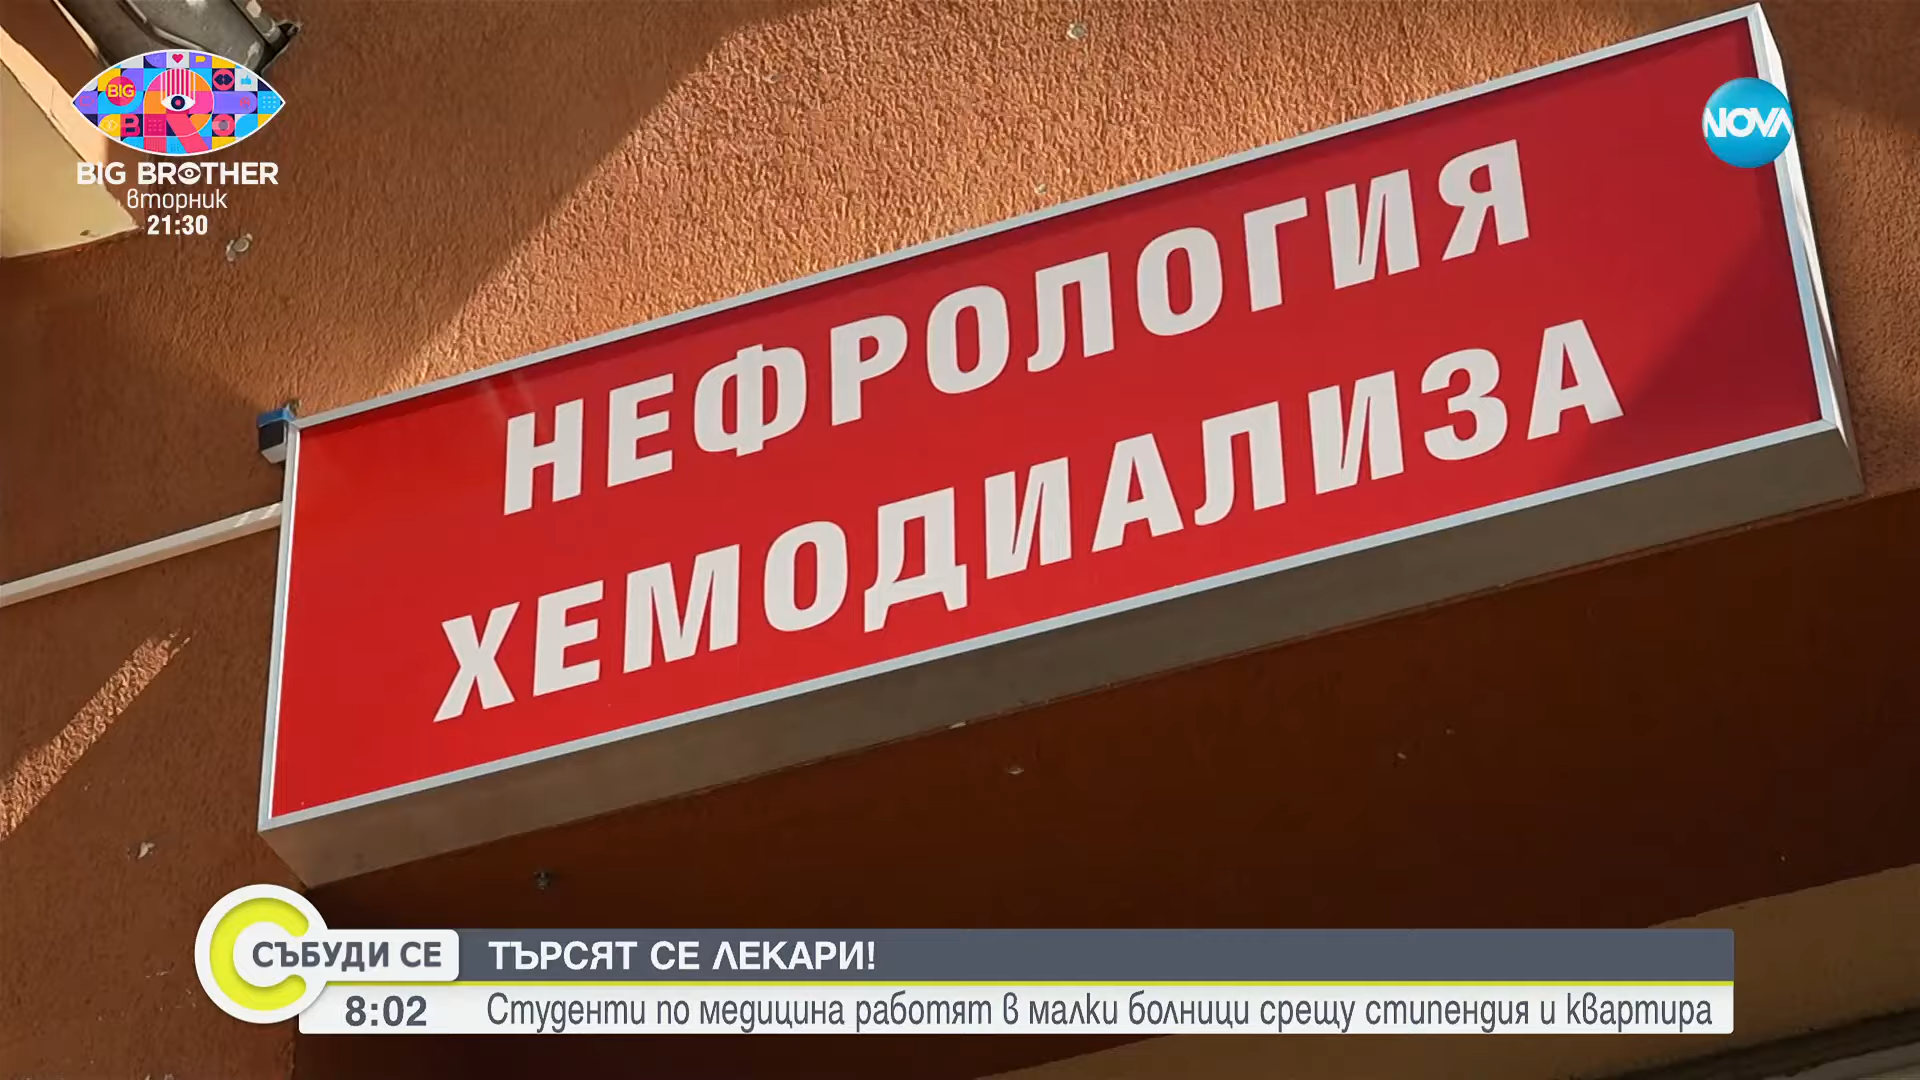 BIG
BIG BROTHER
вторник
21:30
NOVA
НЕФРОЛОГИЯ
ХЕМОДИАЛИЗА
СЪБУДИ СЕ
ТЪРСЯТ СЕ ЛЕКАРИ!
8:02
Студенти по медицина работят в малки болници срещу стипендия и квартира